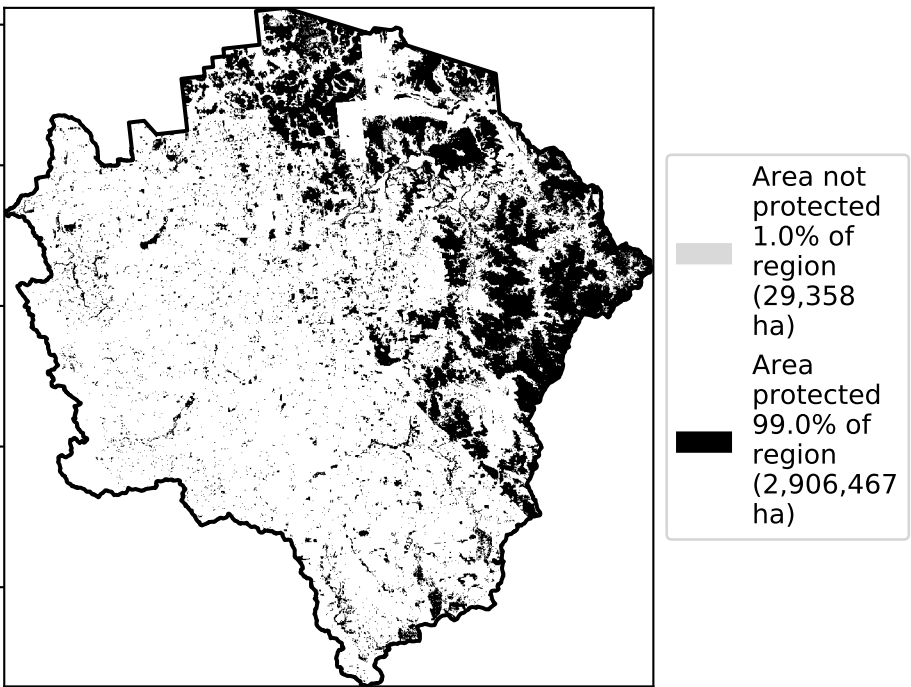 Area not
protected
1.0% of
region
(29,358
ha)
Area
protected
99.0% of
region
(2,906,467
ha)